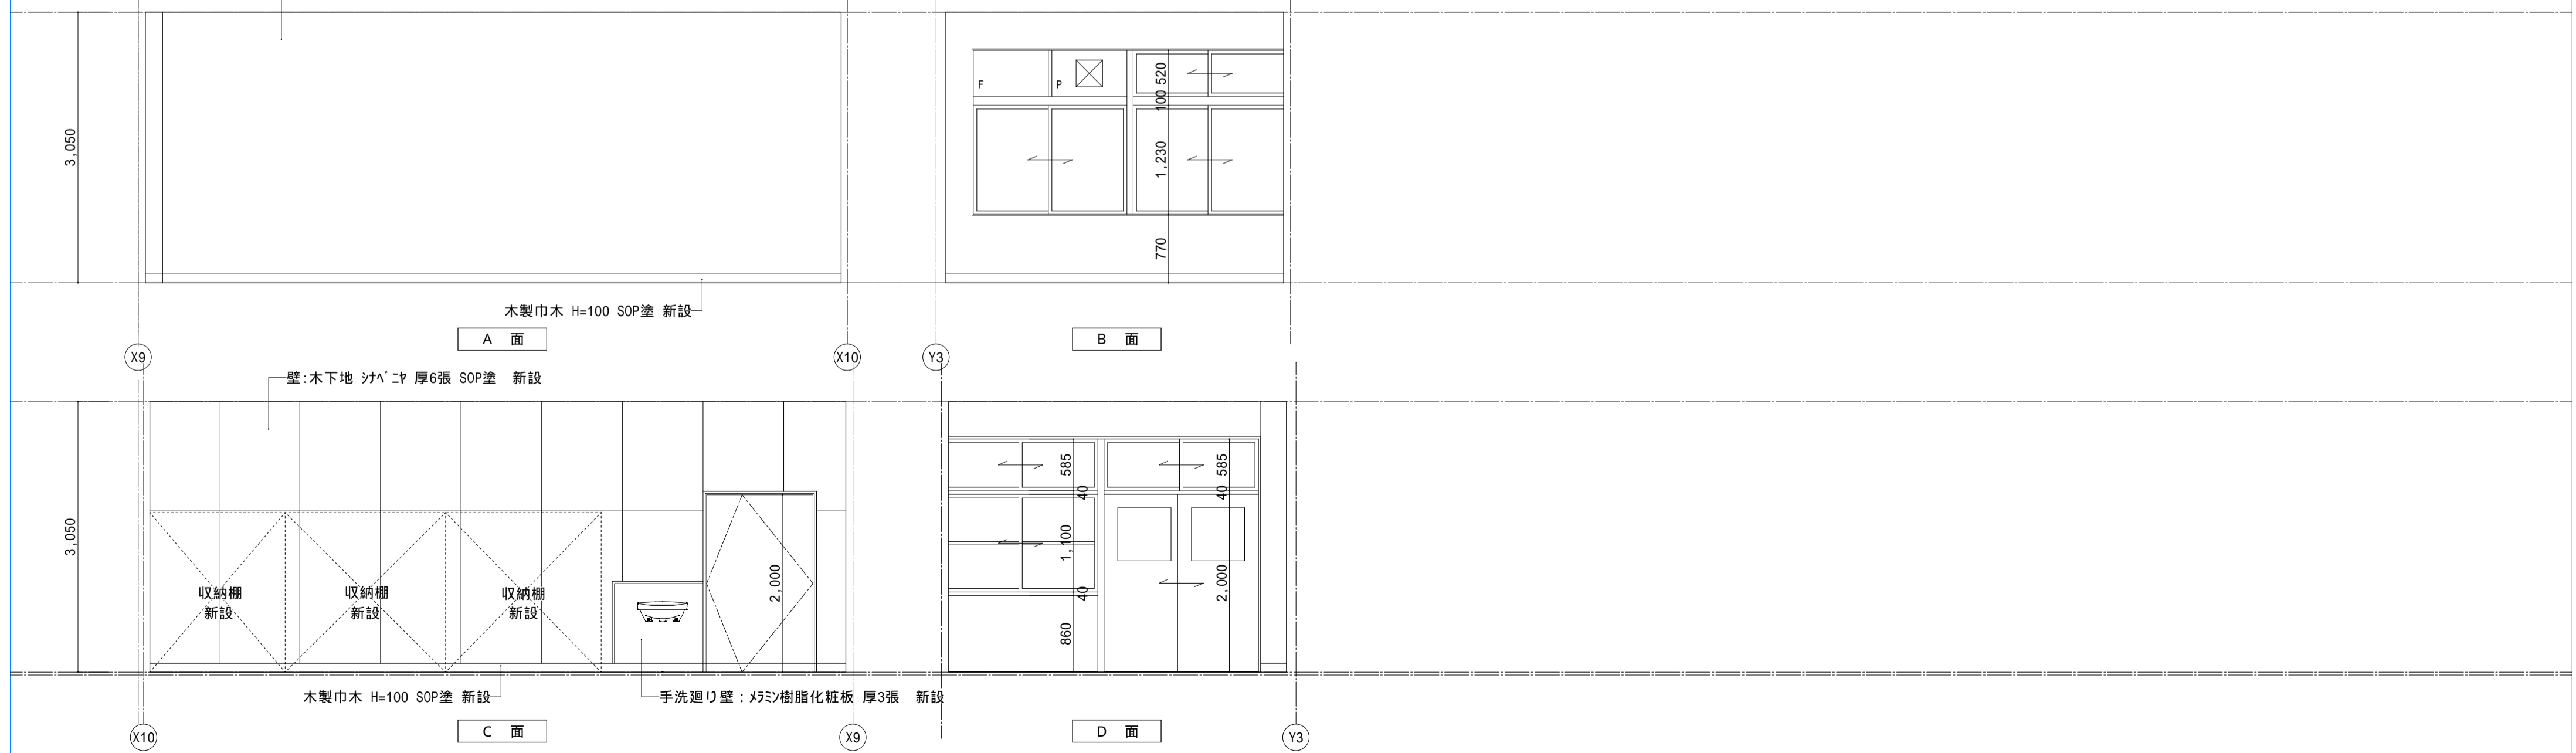 3,050
F
P
520
100
1,230
770
木製巾木 H=100 SOP塗 新設
A 面
B 面
X9
X10
Y3
壁:木下地 ｼﾅﾍﾞﾆﾔ 厚6張 SOP塗 新設
3,050
収納棚
新設
収納棚
新設
収納棚
新設
2,000
585
40
1,100
40
860
585
40
2,000
木製巾木 H=100 SOP塗 新設
手洗廻り壁：ﾒﾗﾐﾝ樹脂化粧板 厚3張 新設
C 面
D 面
X10
X9
Y3